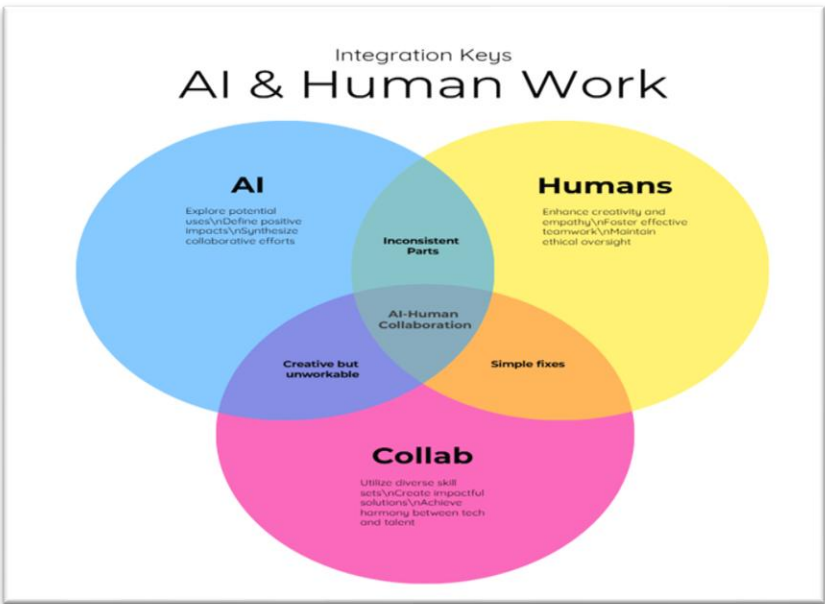 Integration Keys
AI & Human Work
AI
Explore potential
uses\nDefine positive
impacts\nSynthesize
collaborative efforts
Humans
Enhance creativity and
empathy\nFoster effective
teamwork\nMaintain
ethical oversight
Inconsistent
Parts
AI-Human
Collaboration
Creative but
unworkable
Simple fixes
Collab
Utilize diverse skill
sets\nCreate impactful
solutions\nAchieve
harmony between tech
and talent